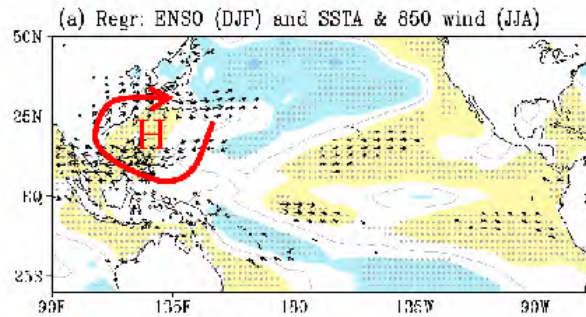 (a) Regr: ENSO (DJF) and SSTA & 850 wind (JJA)
50N
25N
H
EQ
25S
90E 135E 180 135W 90W